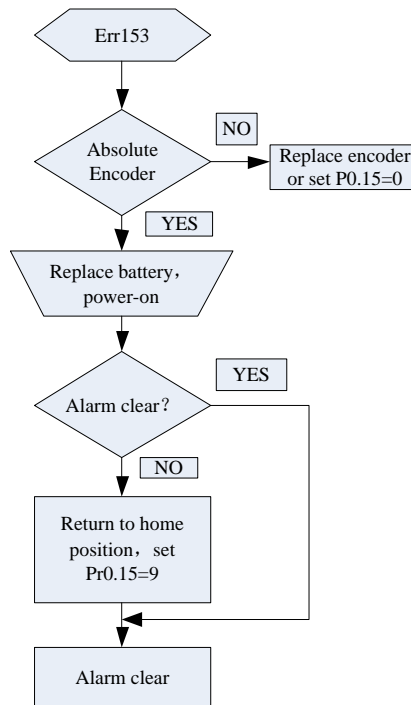 Err153
NO
Absolute
Encoder
Replace encoder
or set P0.15=0
YES
Replace battery，
power-on
YES
Alarm clear？
NO
Return to home
position，set
Pr0.15=9
Alarm clear